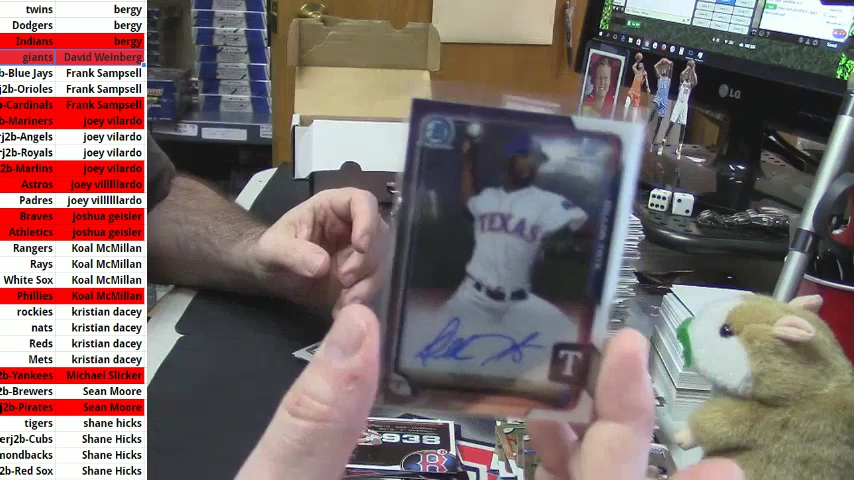 twins bergy
Dodgers bergy
Indians bergy
giants David Weinberg
b-Blue Jays Frank Sampsell
j2b-Orioles Frank Sampsell
b-Cardinals Frank Sampsell
b-Mariners joey vilardo
rj2b-Angels joey vilardo
rj2b-Royals joey vilardo
2b-Marlins joey vilardo
Astros joey villlllardo
Padres joey villlllardo
Braves joshua geisler
Athletics joshua geisler
Rangers Koal McMillan
Rays Koal McMillan
White Sox Koal McMillan
Phillies Koal McMillan
rockies kristian dacey
nats kristian dacey
Reds kristian dacey
Mets kristian dacey
2b-Yankees Michael Slicker
2b-Brewers Sean Moore
j2b-Pirates Sean Moore
tigers shane hicks
erj2b-Cubs Shane Hicks
mondbacks Shane Hicks
2b-Red Sox Shane Hicks
TEXAS
T
938
B
LG